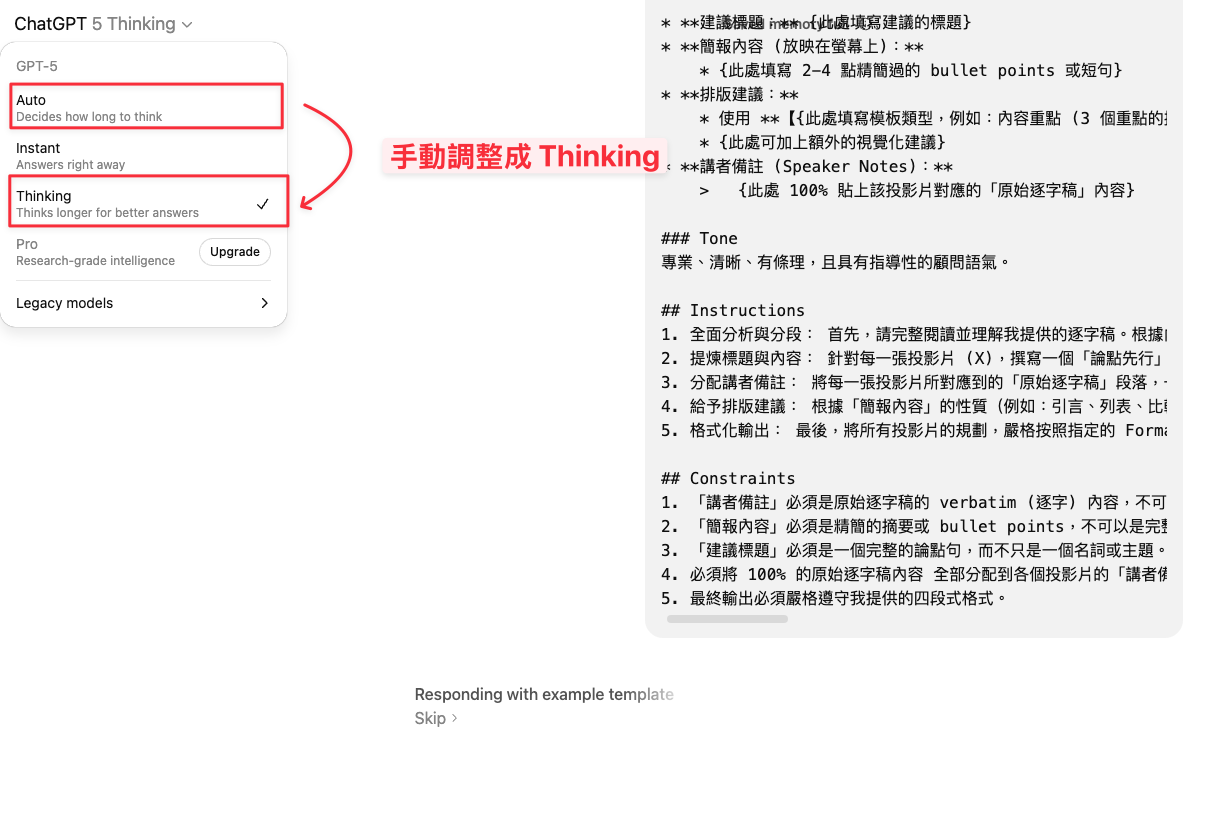 ChatGPT 5 Thinking
GPT-5
Auto
Decides how long to think
Instant
Answers right away
Thinking
Thinks longer for better answers
Pro
Research-grade intelligence
Upgrade
Legacy models
手動調整成 Thinking
* **建議標題：** {此處填寫建議的標題}
* **簡報內容 (放映在螢幕上)：**
* {此處填寫 2-4 點精簡過的 bullet points 或短句}
* **排版建議：**
* 使用 **【{此處填寫模板類型，例如：內容重點 (3 個重點的
* {此處可加上額外的視覺化建議}
* **講者備註 (Speaker Notes)：**
> {此處 100% 貼上該投影片對應的「原始逐字稿」內容}
### Tone
專業、清晰、有條理，且具有指導性的顧問語氣。
## Instructions
1. 全面分析與分段： 首先，請完整閱讀並理解我提供的逐字稿。根據
2. 提煉標題與內容： 針對每一張投影片 (X)，撰寫一個「論點先行」
3. 分配講者備註： 將每一張投影片所對應到的「原始逐字稿」段落，
4. 給予排版建議： 根據「簡報內容」的性質 (例如：引言、列表、比
5. 格式化輸出： 最後，將所有投影片的規劃，嚴格按照指定的 Forma
## Constraints
1. 「講者備註」必須是原始逐字稿的 verbatim (逐字) 內容，不可
2. 「簡報內容」必須是精簡的摘要或 bullet points，不可以是完
3. 「建議標題」必須是一個完整的論點句，而不只是一個名詞或主題。
4. 必須將 100% 的原始逐字稿內容 全部分配到各個投影片的「講者
5. 最終輸出必須嚴格遵守我提供的四段式格式。
Responding with example template
Skip